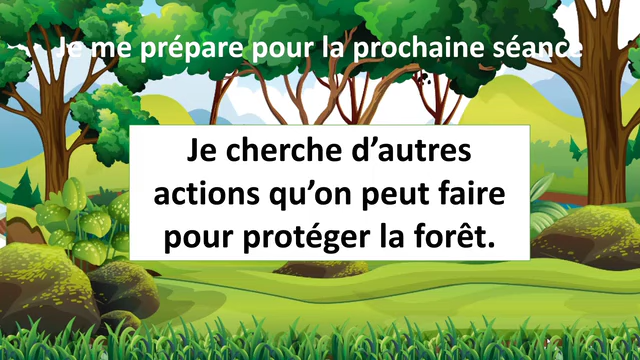 Je me prépare pour la prochaine séance
Je cherche d’autres
actions qu’on peut faire
pour protéger la forêt.